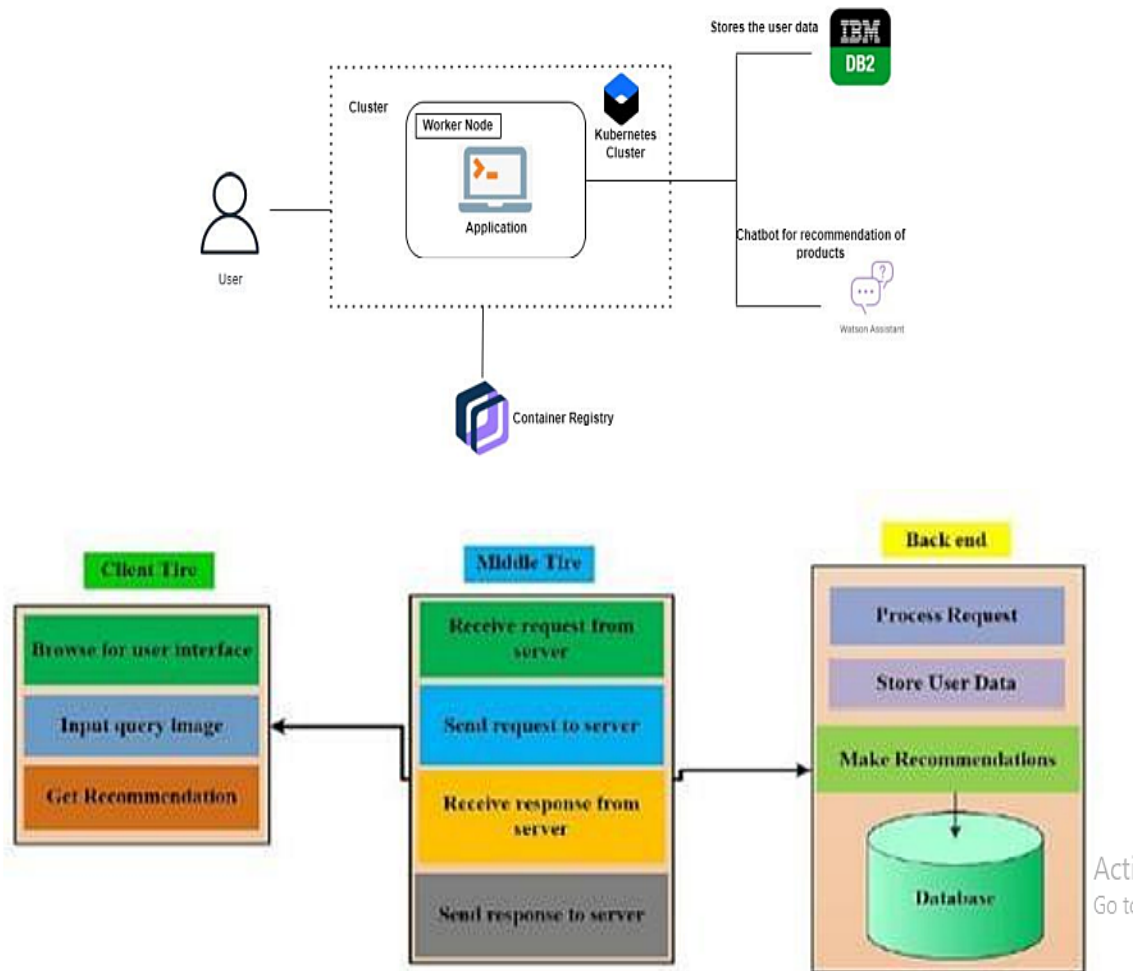 Stores the user data
IBM
DB2
Cluster
Worker Node
Kubernetes
Cluster
Application
User
Chatbot for recommendation of
products
Watson Assistant
Container Registry
Client Tire
Middle Tire
Back end
Browse for user interface
Input query Image
Get Recommendation
Receive request from
server
Send request to server
Receive response from
server
Send response to server
Process Request
Store User Data
Make Recommendations
Database
Acti
Go to